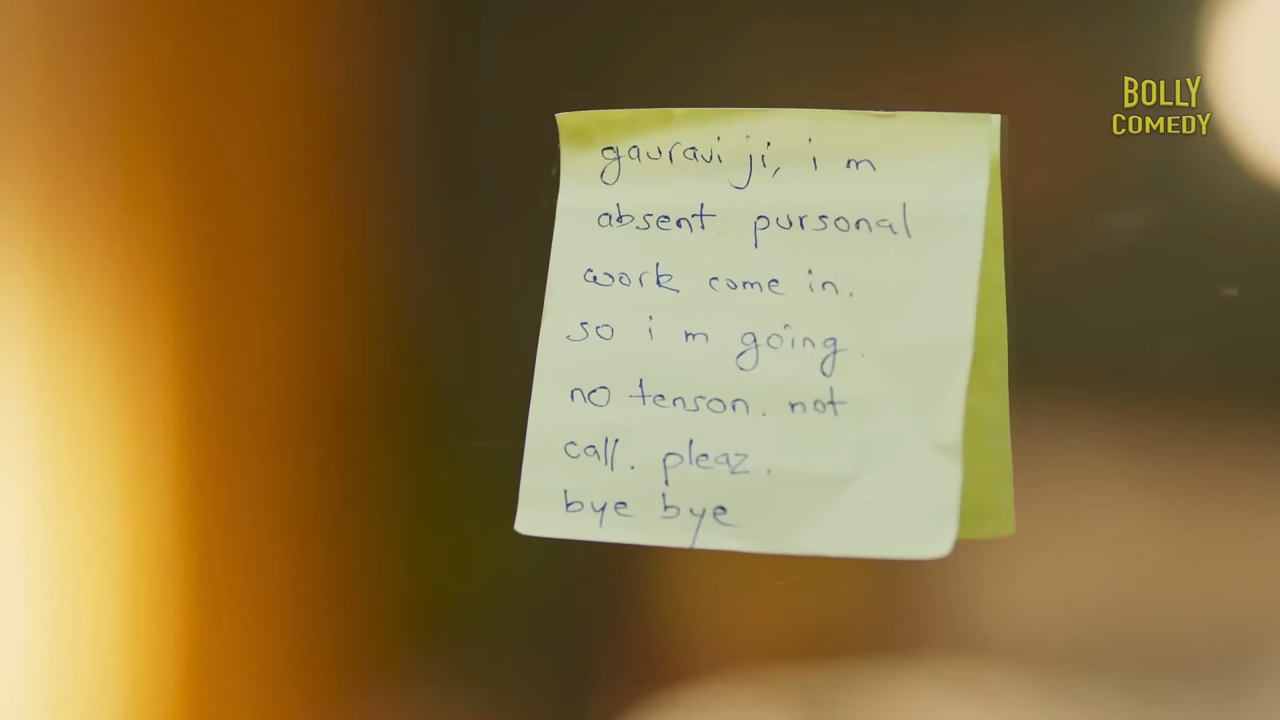 BOLLY
COMEDY
gauravi ji, i m
absent pursonal
work come in.
so i m going.
no tenson. not
call. pleaz.
bye bye